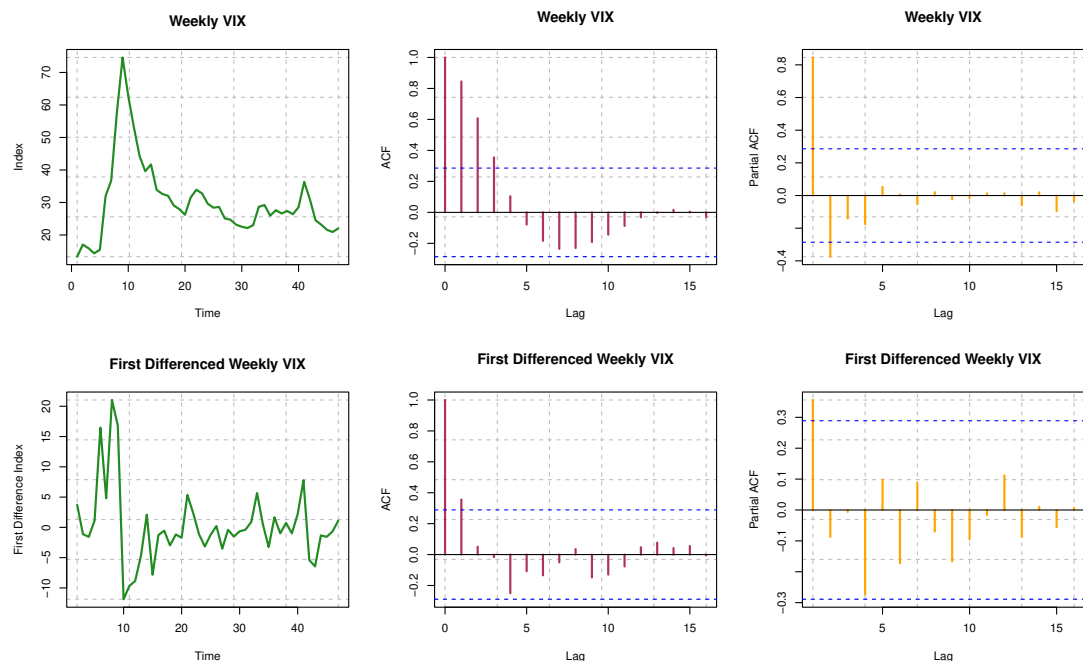 Weekly VIX
Index
20 30 40 50 60 70
0 10 20 30 40
Time
Weekly VIX
ACF
-0.2 0.0 0.2 0.4 0.6 0.8 1.0
0 5 10 15
Lag
Weekly VIX
Partial ACF
-0.4 0.0 0.2 0.4 0.6 0.8
5 10 15
Lag
First Differenced Weekly VIX
First Difference Index
-10 -5 0 5 10 15 20
10 20 30 40
Time
First Differenced Weekly VIX
ACF
-0.2 0.0 0.2 0.4 0.6 0.8 1.0
0 5 10 15
Lag
First Differenced Weekly VIX
Partial ACF
-0.3 -0.1 0.1 0.3
5 10 15
Lag